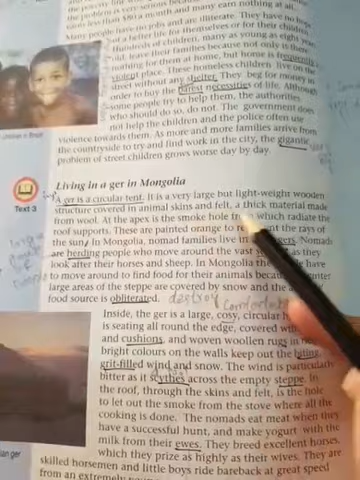 the problem is very serious because many
earn less than $80 a month and many earn nothing at all.
Many people have no jobs and are illiterate. They have no hope
of a better life for themselves or for their children.
Hundreds of children, many as young as eight years
old, leave their families because not only is there
nothing for them at home, but home is frequently a
violent place. These homeless children live on the
street without any shelter. They beg for money in
order to buy the barest necessities of life. Although
some people try to help them, the authorities
who should do so, do not. The government does
not help the children and the police often use
violence towards them. As more and more families arrive from
the countryside to try and find work in the city, the gigantic
problem of street children grows worse day by day.
Text 3
Living in a ger in Mongolia
A ger is a circular tent. It is a very large but light-weight wooden
structure covered in animal skins and felt, a thick material made
from wool. At the apex is the smoke hole from which radiate the
roof supports. These are painted orange to the rays of
the sun. In Mongolia, nomad families live in gers. Nomads
are herding people who move around the vast as they
look after their horses and sheep. In Mongolia have
to move around to find food for their animals because
large areas of the steppe are covered by snow and the
food source is obliterated. destroy
comfortable
Inside, the ger is a large, cosy, circular
is seating all round the edge, covered with
and cushions, and woven woollen rugs in
bright colours on the walls keep out the biting,
grit-filled wind and snow. The wind is particularly
bitter as it scythes across the empty steppe. In
the roof, through the skins and felt, is the hole
to let out the smoke from the stove where all the
cooking is done. The nomads eat meat when they
have a successful hunt, and make yogurt with the
milk from their ewes. They breed excellent horses,
which they prize as highly as their wives. They are
skilled horsemen and little boys ride bareback at great speed
from an extremely young